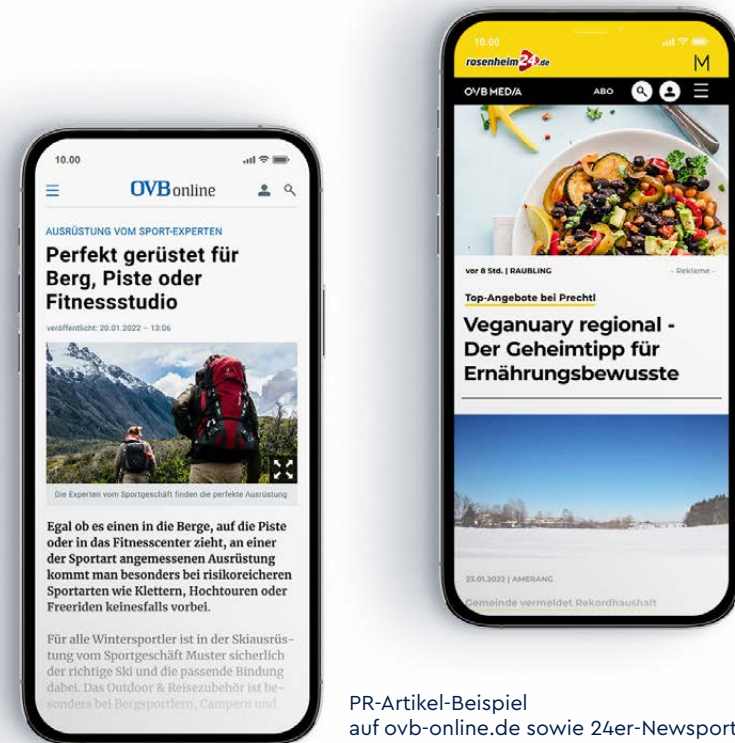 10.00
OVB online
AUSRÜSTUNG VOM SPORT-EXPERTEN
Perfekt gerüstet für
Berg, Piste oder
Fitnessstudio
veröffentlicht: 20.01.2022 – 13:06
Die Experten vom Sportgeschäft finden die perfekte Ausrüstung
Egal ob es einen in die Berge, auf die Piste
oder in das Fitnesscenter zieht, an einer
der Sportart angemessenen Ausrüstung
kommt man besonders bei risikoreicheren
Sportarten wie Klettern, Hochtouren oder
Freeriden keinesfalls vorbei.
Für alle Wintersportler ist in der Skiausrüs-
tung vom Sportgeschäft Muster sicherlich
der richtige Ski und die passende Bindung
dabei. Das Outdoor & Reisezubehör ist be-
sonders bei Bergsportlern, Campern und
10.00
rosenheim24.de
M
OVB MEDIA ABO
vor 8 Std. | RAUBLING - Reklame -
Top-Angebote bei Prechtl
Veganuary regional -
Der Geheimtipp für
Ernährungsbewusste
23.01.2022 | AMERANG
Gemeinde vermeldet Rekordhaushalt
PR-Artikel-Beispiel
auf ovb-online.de sowie 24er-Newsport